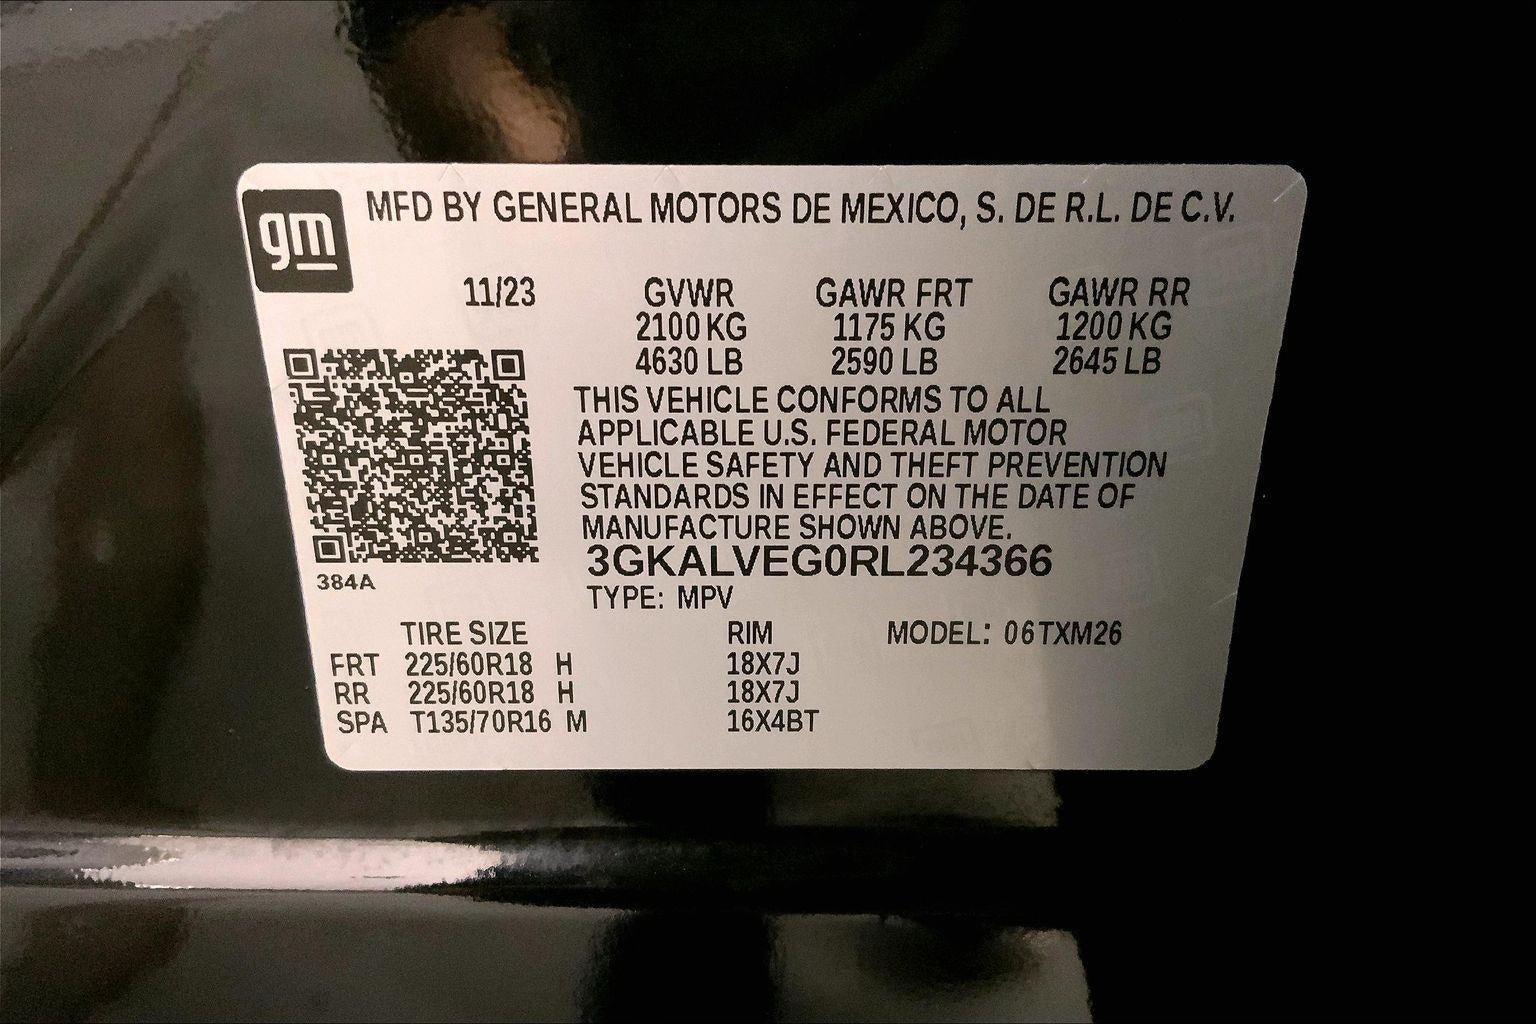 gm
MFD BY GENERAL MOTORS DE MEXICO, S. DE R.L. DE C.V.
11/23 GVWR GAWR FRT GAWR RR
2100 KG 1175 KG 1200 KG
4630 LB 2590 LB 2645 LB
THIS VEHICLE CONFORMS TO ALL
APPLICABLE U.S. FEDERAL MOTOR
VEHICLE SAFETY AND THEFT PREVENTION
STANDARDS IN EFFECT ON THE DATE OF
MANUFACTURE SHOWN ABOVE.
3GKALVEG0RL234366
384A
TYPE: MPV
TIRE SIZE RIM MODEL: 06TXM26
FRT 225/60R18 H 18X7J
RR 225/60R18 H 18X7J
SPA T135/70R16 M 16X4BT